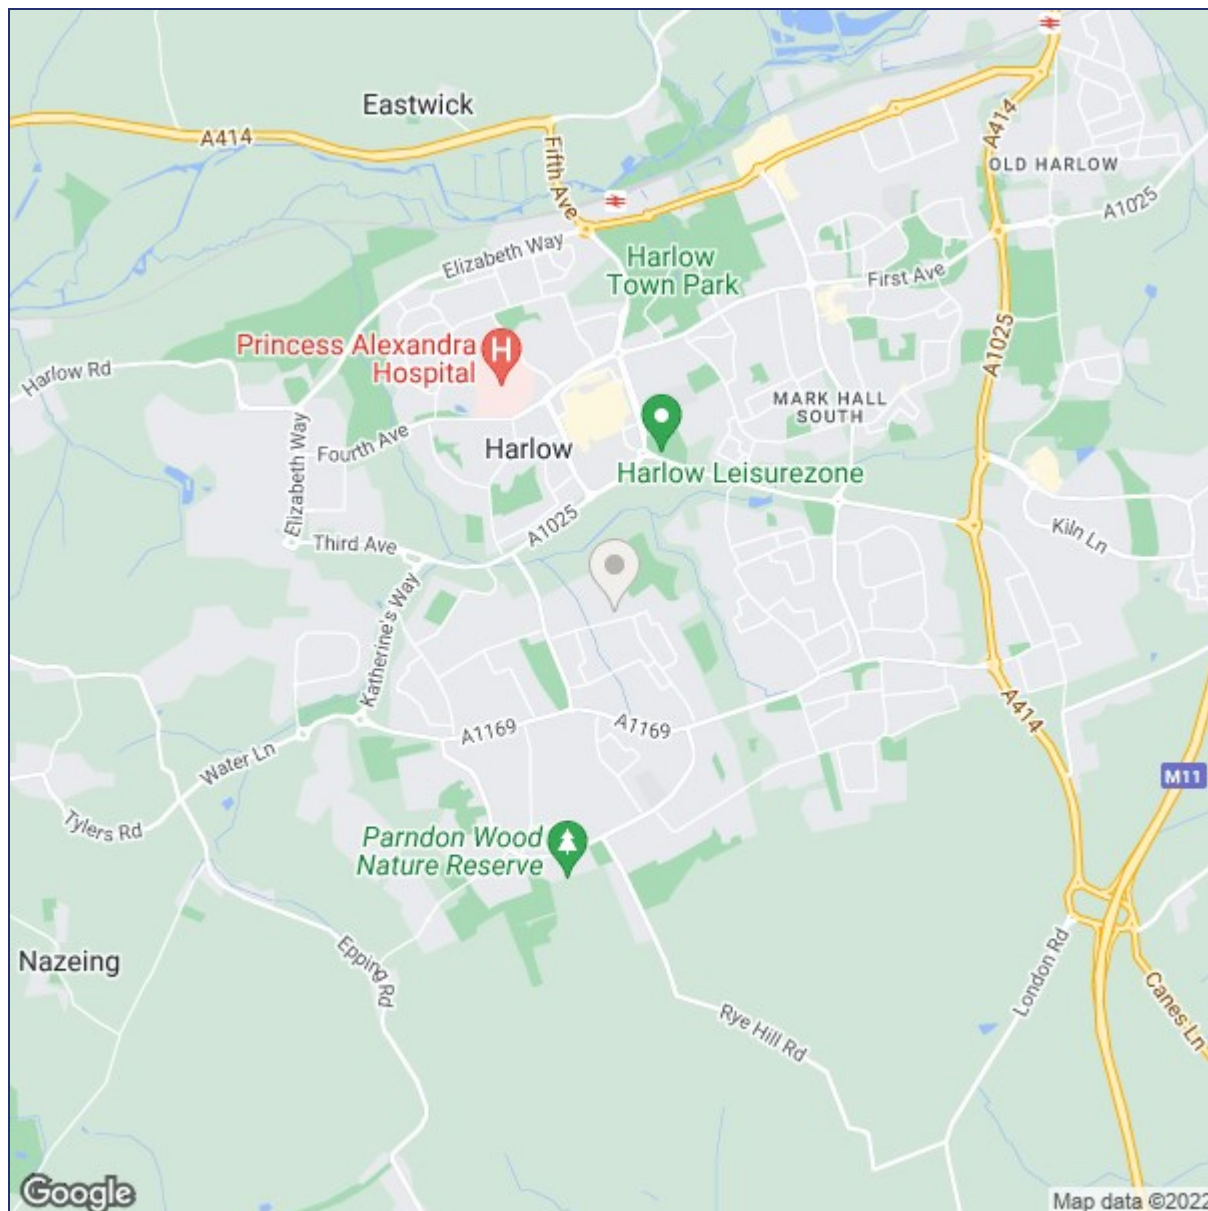 Eastwick
A414
Fifth Ave
A414
OLD HARLOW
A1025
Elizabeth Way
Harlow
Town Park
First Ave
Princess Alexandra
Hospital
H
A1025
Harlow Rd
MARK HALL
SOUTH
Elizabeth Way
Fourth Ave
Harlow
Harlow Leisurezone
A1025
Third Ave
Kiln Ln
Katherine's Way
A1169
A1169
A414
Water Ln
M11
Tylers Rd
Parndon Wood
Nature Reserve
Nazeing
Epping Rd
London Rd
Rye Hill Rd
Canes Ln
Google
Map data ©2022